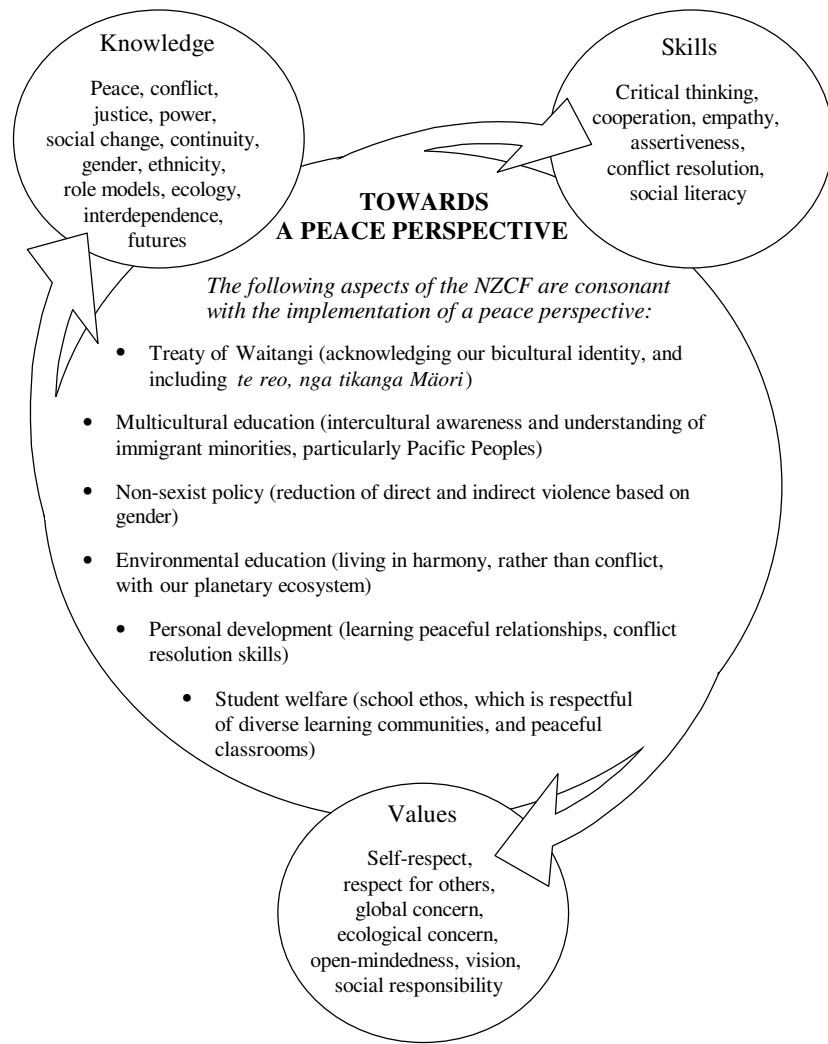 Knowledge
Peace, conflict,
justice, power,
social change, continuity,
gender, ethnicity,
role models, ecology,
interdependence,
futures
Skills
Critical thinking,
cooperation, empathy,
assertiveness,
conflict resolution,
social literacy
TOWARDS
A PEACE PERSPECTIVE
The following aspects of the NZCF are consonant
with the implementation of a peace perspective:
• Treaty of Waitangi (acknowledging our bicultural identity, and
including te reo, nga tikanga Mäori)
• Multicultural education (intercultural awareness and understanding of
immigrant minorities, particularly Pacific Peoples)
• Non-sexist policy (reduction of direct and indirect violence based on
gender)
• Environmental education (living in harmony, rather than conflict,
with our planetary ecosystem)
• Personal development (learning peaceful relationships, conflict
resolution skills)
• Student welfare (school ethos, which is respectful
of diverse learning communities, and peaceful
classrooms)
Values
Self-respect,
respect for others,
global concern,
ecological concern,
open-mindedness, vision,
social responsibility